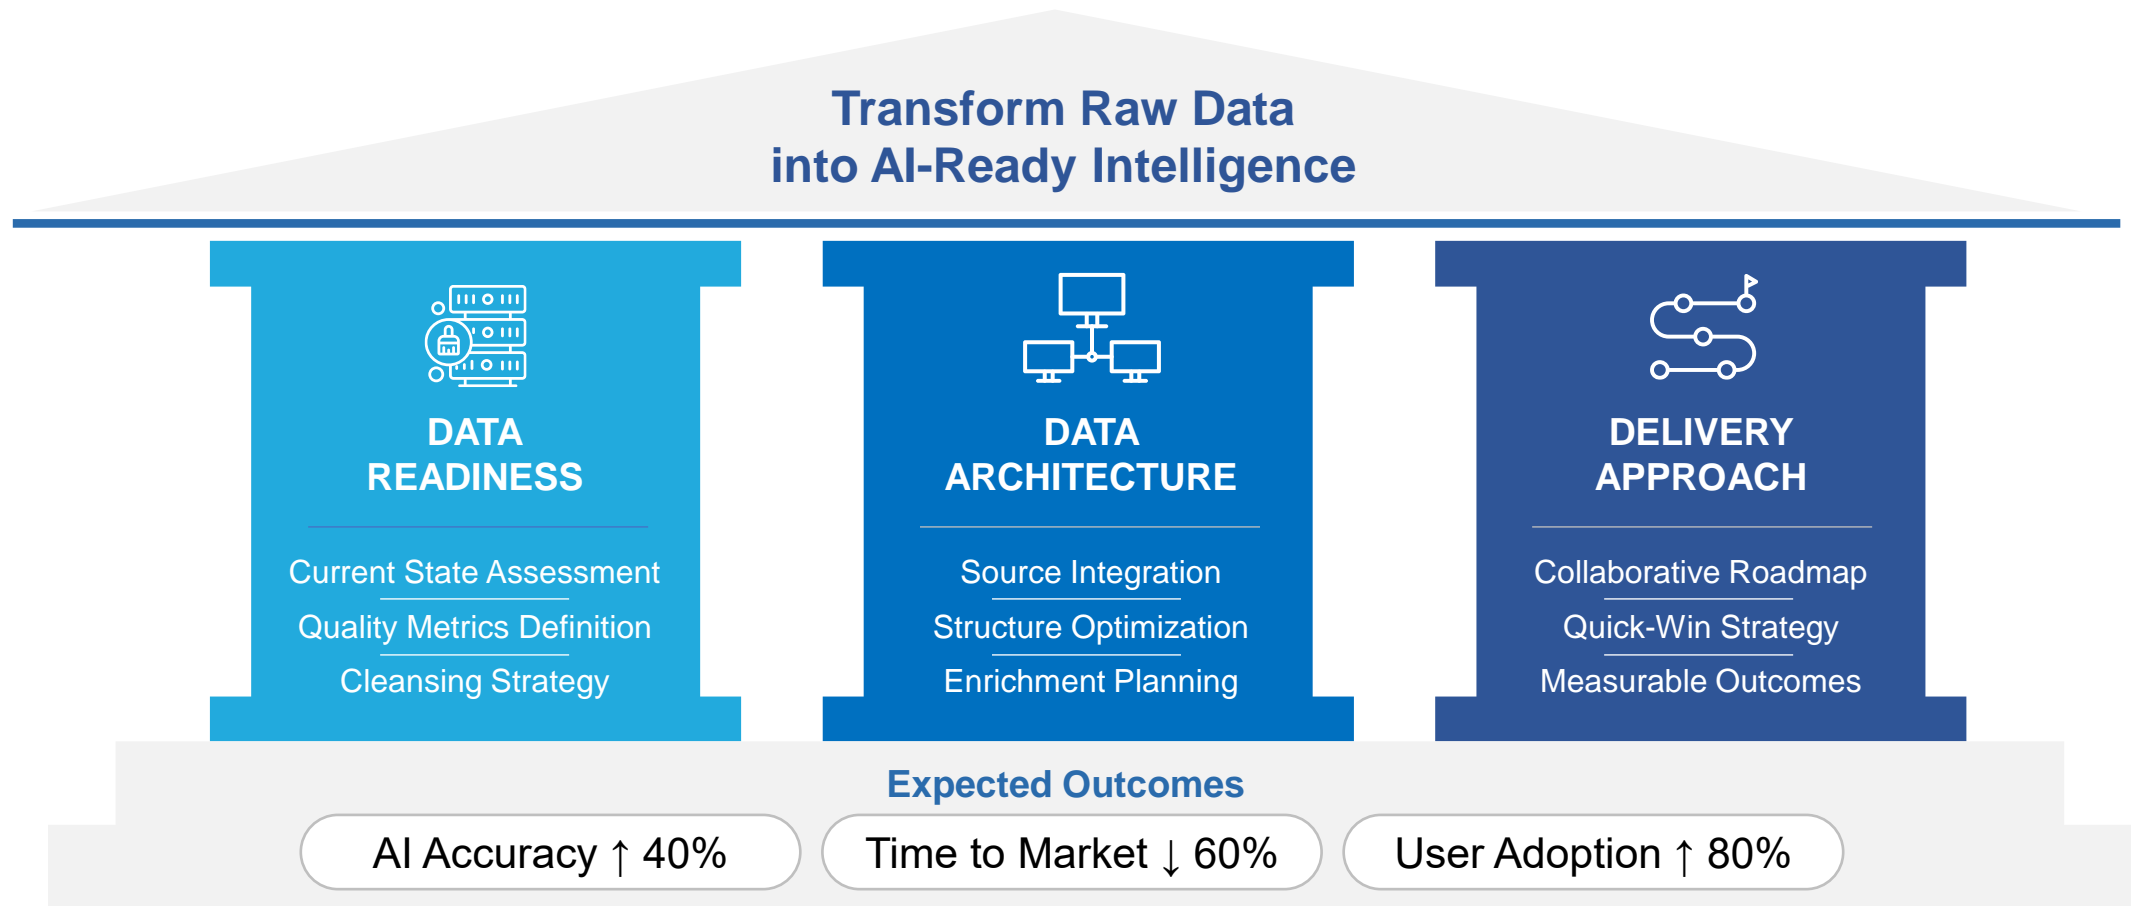 Transform Raw Data
into AI-Ready Intelligence
DATA
READINESS
Current State Assessment
Quality Metrics Definition
Cleansing Strategy
DATA
ARCHITECTURE
Source Integration
Structure Optimization
Enrichment Planning
DELIVERY
APPROACH
Collaborative Roadmap
Quick-Win Strategy
Measurable Outcomes
Expected Outcomes
AI Accuracy ↑ 40%
Time to Market ↓ 60%
User Adoption ↑ 80%